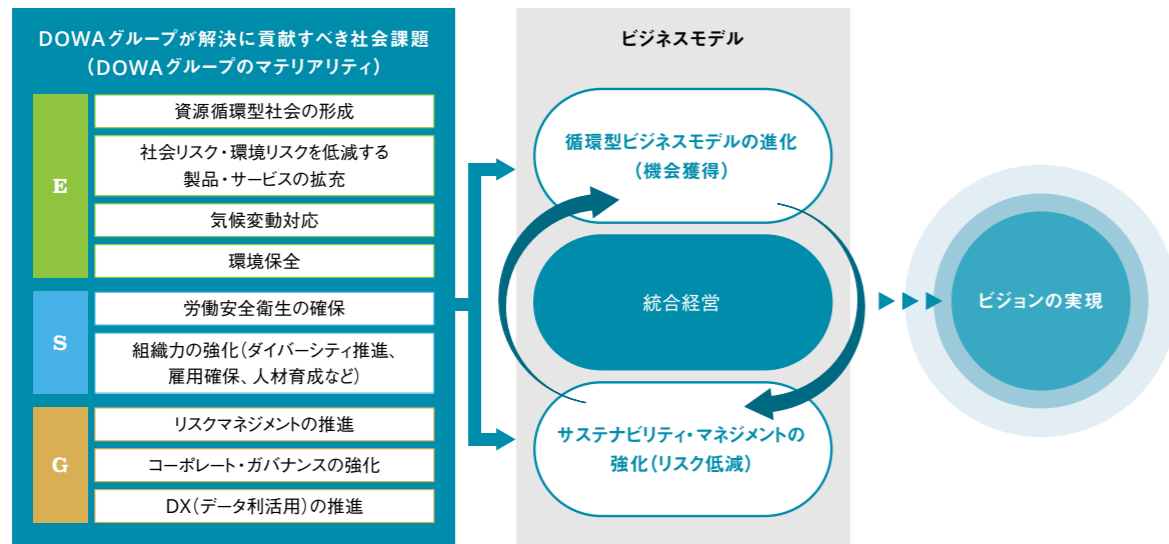 DOWAグループが解決に貢献すべき社会課題
（DOWAグループのマテリアリティ）
E
資源循環型社会の形成
社会リスク・環境リスクを低減する
製品・サービスの拡充
気候変動対応
環境保全
S
労働安全衛生の確保
組織力の強化（ダイバーシティ推進、
雇用確保、人材育成など）
G
リスクマネジメントの推進
コーポレート・ガバナンスの強化
DX（データ利活用）の推進
ビジネスモデル
循環型ビジネスモデルの進化
（機会獲得）
統合経営
サステナビリティ・マネジメントの
強化（リスク低減）
ビジョンの実現